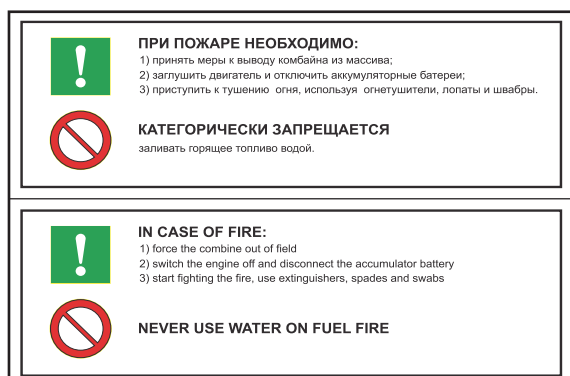 ПРИ ПОЖАРЕ НЕОБХОДИМО:
1) принять меры к выводу комбайна из массива;
2) заглушить двигатель и отключить аккумуляторные батереи;
3) приступить к тушению огня, используя огнетушители, лопаты и швабры.
КАТЕГОРИЧЕСКИ ЗАПРЕЩАЕТСЯ
заливать горящее топливо водой.
IN CASE OF FIRE:
1) force the combine out of field
2) switch the engine off and disconnect the accumulator battery
3) start fighting the fire, use extinguishers, spades and swabs
NEVER USE WATER ON FUEL FIRE